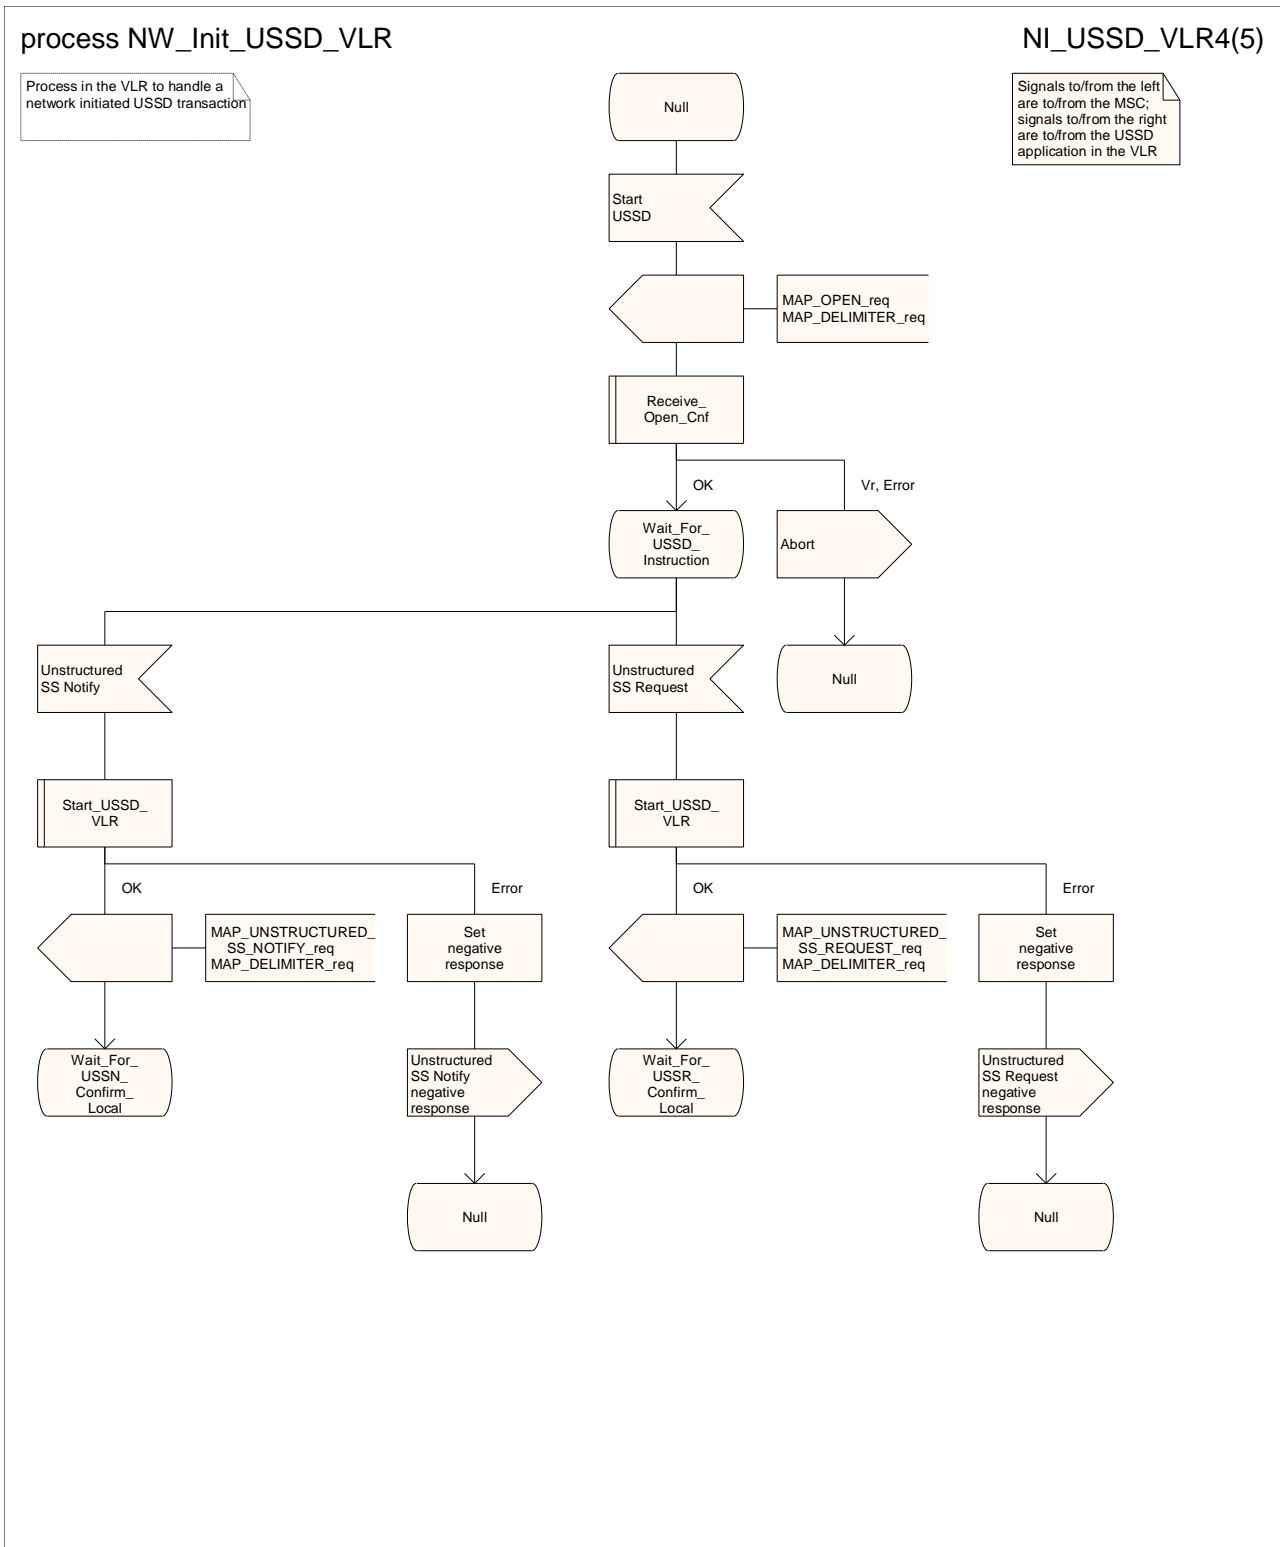 process NW_Init_USSD_VLR
NI_USSD_VLR4(5)
Process in the VLR to handle a
network initiated USSD transaction
Signals to/from the left
are to/from the MSC;
signals to/from the right
are to/from the USSD
application in the VLR
Null
Start
USSD
MAP_OPEN_req
MAP_DELIMITER_req
Receive_
Open_Cnf
OK
Vr, Error
Wait_For_
USSD_
Instruction
Abort
Unstructured
SS Notify
Unstructured
SS Request
Null
Start_USSD_
VLR
Start_USSD_
VLR
OK
Error
OK
Error
MAP_UNSTRUCTURED_
SS_NOTIFY_req
MAP_DELIMITER_req
Set
negative
response
MAP_UNSTRUCTURED_
SS_REQUEST_req
MAP_DELIMITER_req
Set
negative
response
Wait_For_
USSN_
Confirm_
Local
Unstructured
SS Notify
negative
response
Wait_For_
USSR_
Confirm_
Local
Unstructured
SS Request
negative
response
Null
Null